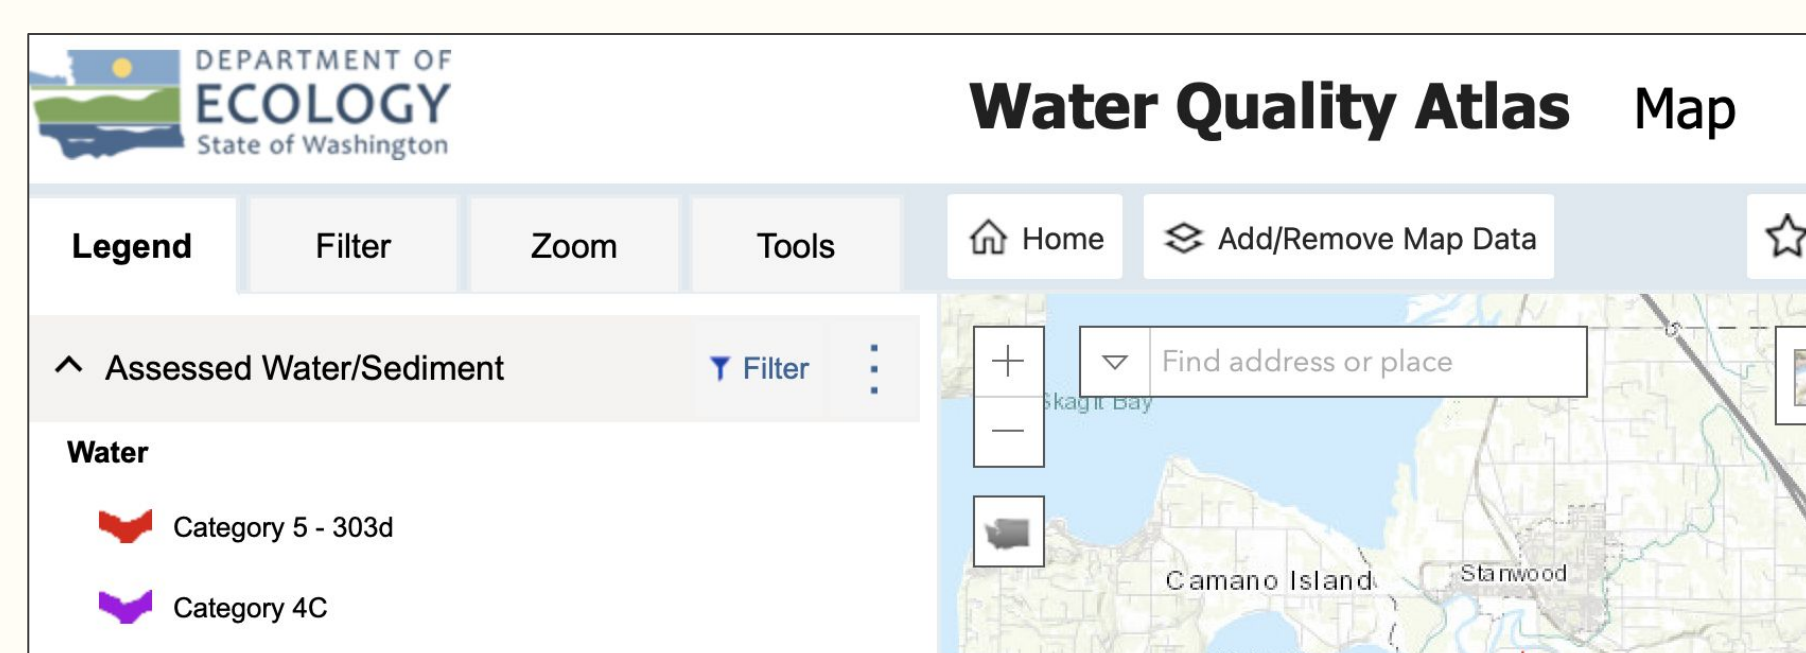 DEPARTMENT OF
ECOLOGY
State of Washington
Water Quality Atlas Map
Legend
Filter
Zoom
Tools
Home
Add/Remove Map Data
Assessed Water/Sediment
Filter
Find address or place
Skagit Bay
Water
Category 5 - 303d
Category 4C
Camano Island
Stanwood